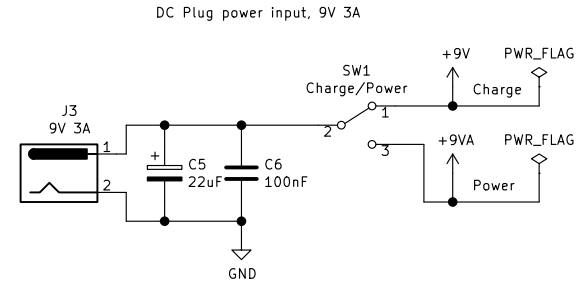 DC Plug power input, 9V 3A
+9V
PWR_FLAG
SW1
Charge/Power
Charge
J3
9V 3A
1
1
2
+9VA
PWR_FLAG
3
+
C5
C6
22uF
100nF
2
Power
GND